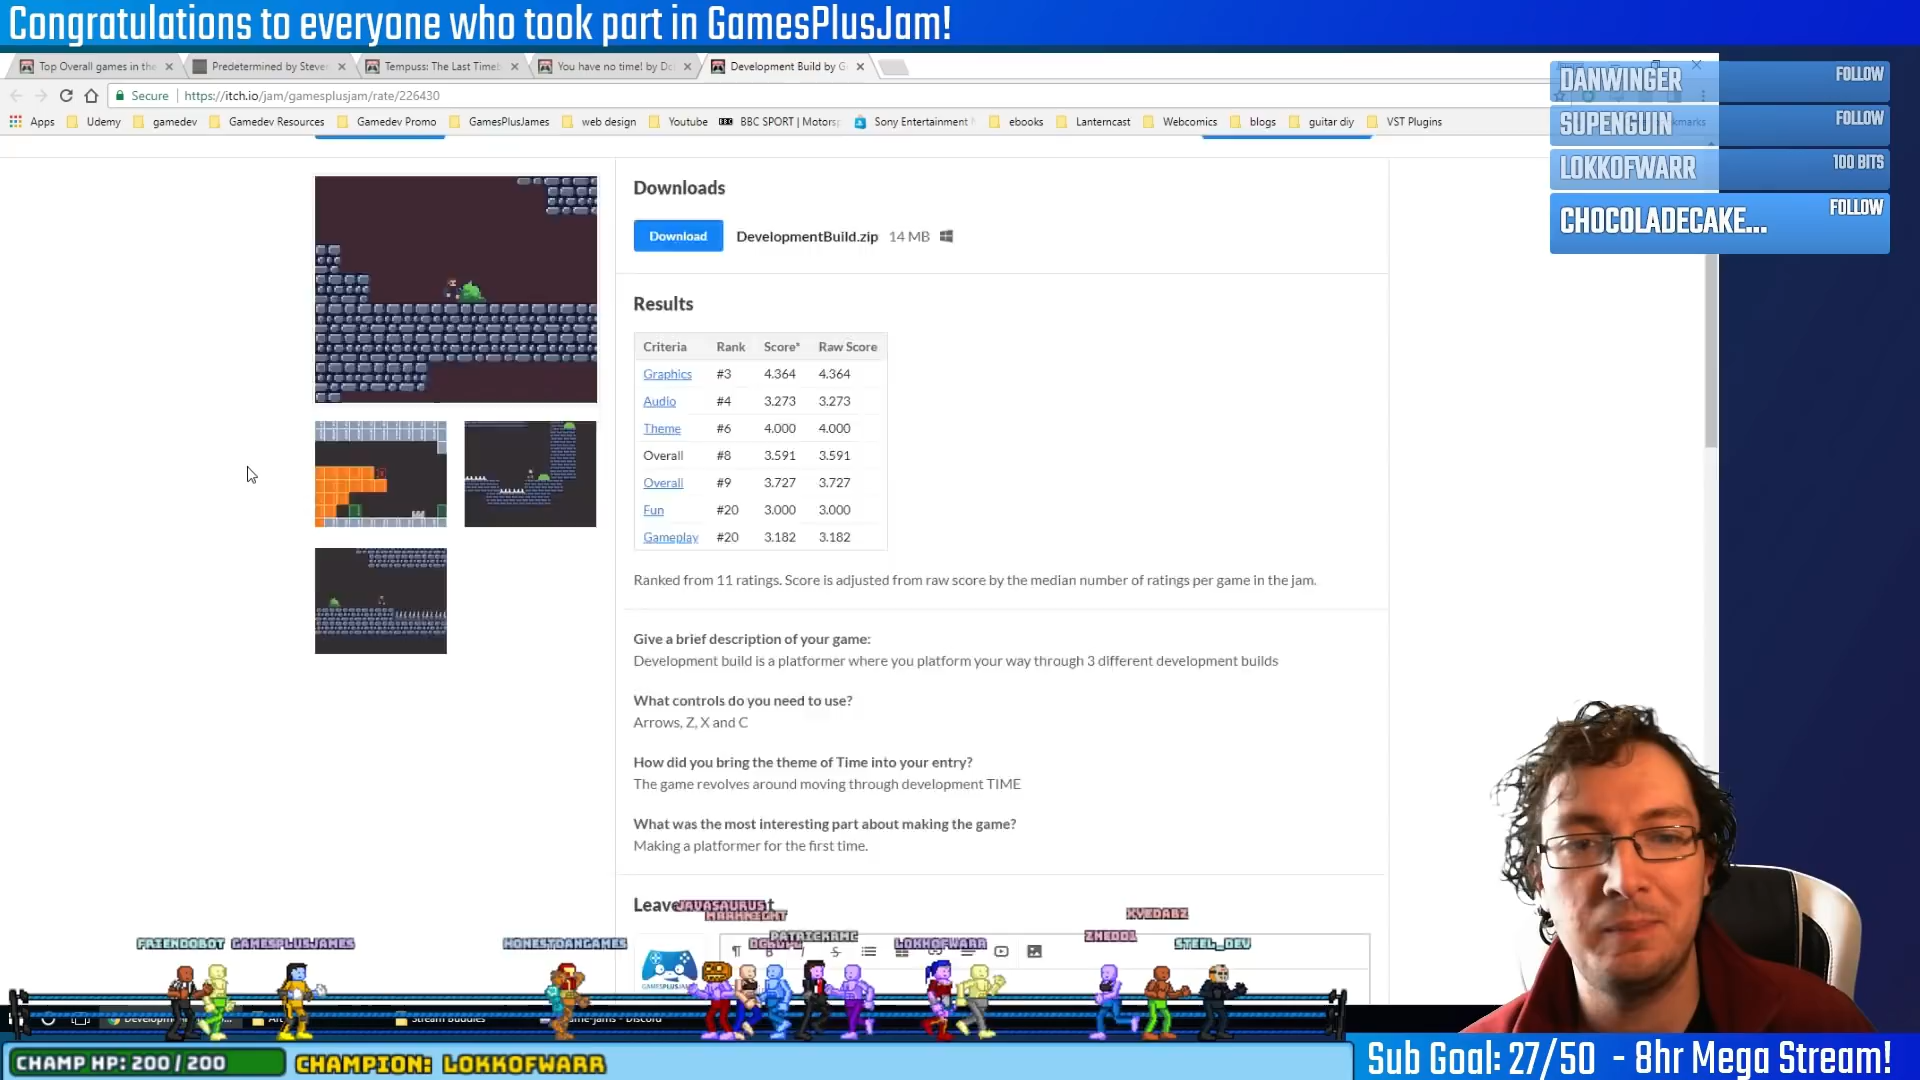 Congratulations to everyone who took part in GamesPlusJam!
Top Overall games in the
Predetermined by Steve
Tempuss: The Last Time
You have no time! by Dc
Development Build by G
Secure
https://itch.io/jam/gamesplusjam/rate/226430
Apps
Udemy
gamedev
Gamedev Resources
Gamedev Promo
GamesPlusJames
web design
Youtube
BBC SPORT | Motors
Sony Entertainment
ebooks
Lanterncast
Webcomics
blogs
guitar diy
VST Plugins
DANWINGER FOLLOW
SUPENGUIN FOLLOW
LOKKOFWARR 100 BITS
CHOCOLADECAKE... FOLLOW
Downloads
Download DevelopmentBuild.zip 14 MB
Results
Criteria Rank Score* Raw Score
Graphics #3 4.364 4.364
Audio #4 3.273 3.273
Theme #6 4.000 4.000
Overall #8 3.591 3.591
Overall #9 3.727 3.727
Fun #20 3.000 3.000
Gameplay #20 3.182 3.182
Ranked from 11 ratings. Score is adjusted from raw score by the median number of ratings per game in the jam.
Give a brief description of your game:
Development build is a platformer where you platform your way through 3 different development builds
What controls do you need to use?
Arrows, Z, X and C
How did you bring the theme of Time into your entry?
The game revolves around moving through development TIME
What was the most interesting part about making the game?
Making a platformer for the first time.
Leave
JAVASAURUS
FRIENDOBOT
GAMESPLUSJAMES
HONESTDANGAMES
PATRICKRMC
LOKKOFWARR
XVEDABZ
STEEL_DEV
Stream Buddies
CHAMP HP: 200/200
CHAMPION: LOKKOFWARR
Sub Goal: 27/50 - 8hr Mega Stream!